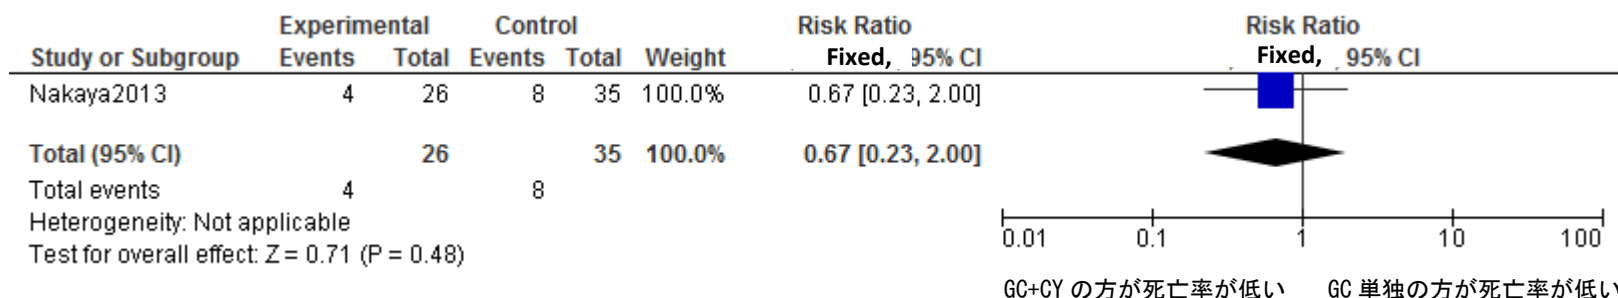 Experimental Control Risk Ratio Risk Ratio
Study or Subgroup Events Total Events Total Weight Fixed, 95% CI Fixed, 95% CI
Nakaya2013 4 26 8 35 100.0% 0.67 [0.23, 2.00]
Total (95% CI) 26 35 100.0% 0.67 [0.23, 2.00]
Total events 4 8
Heterogeneity: Not applicable
Test for overall effect: Z = 0.71 (P = 0.48)
0.01 0.1 1 10 100
GC+CY の方が死亡率が低い GC 単独の方が死亡率が低い